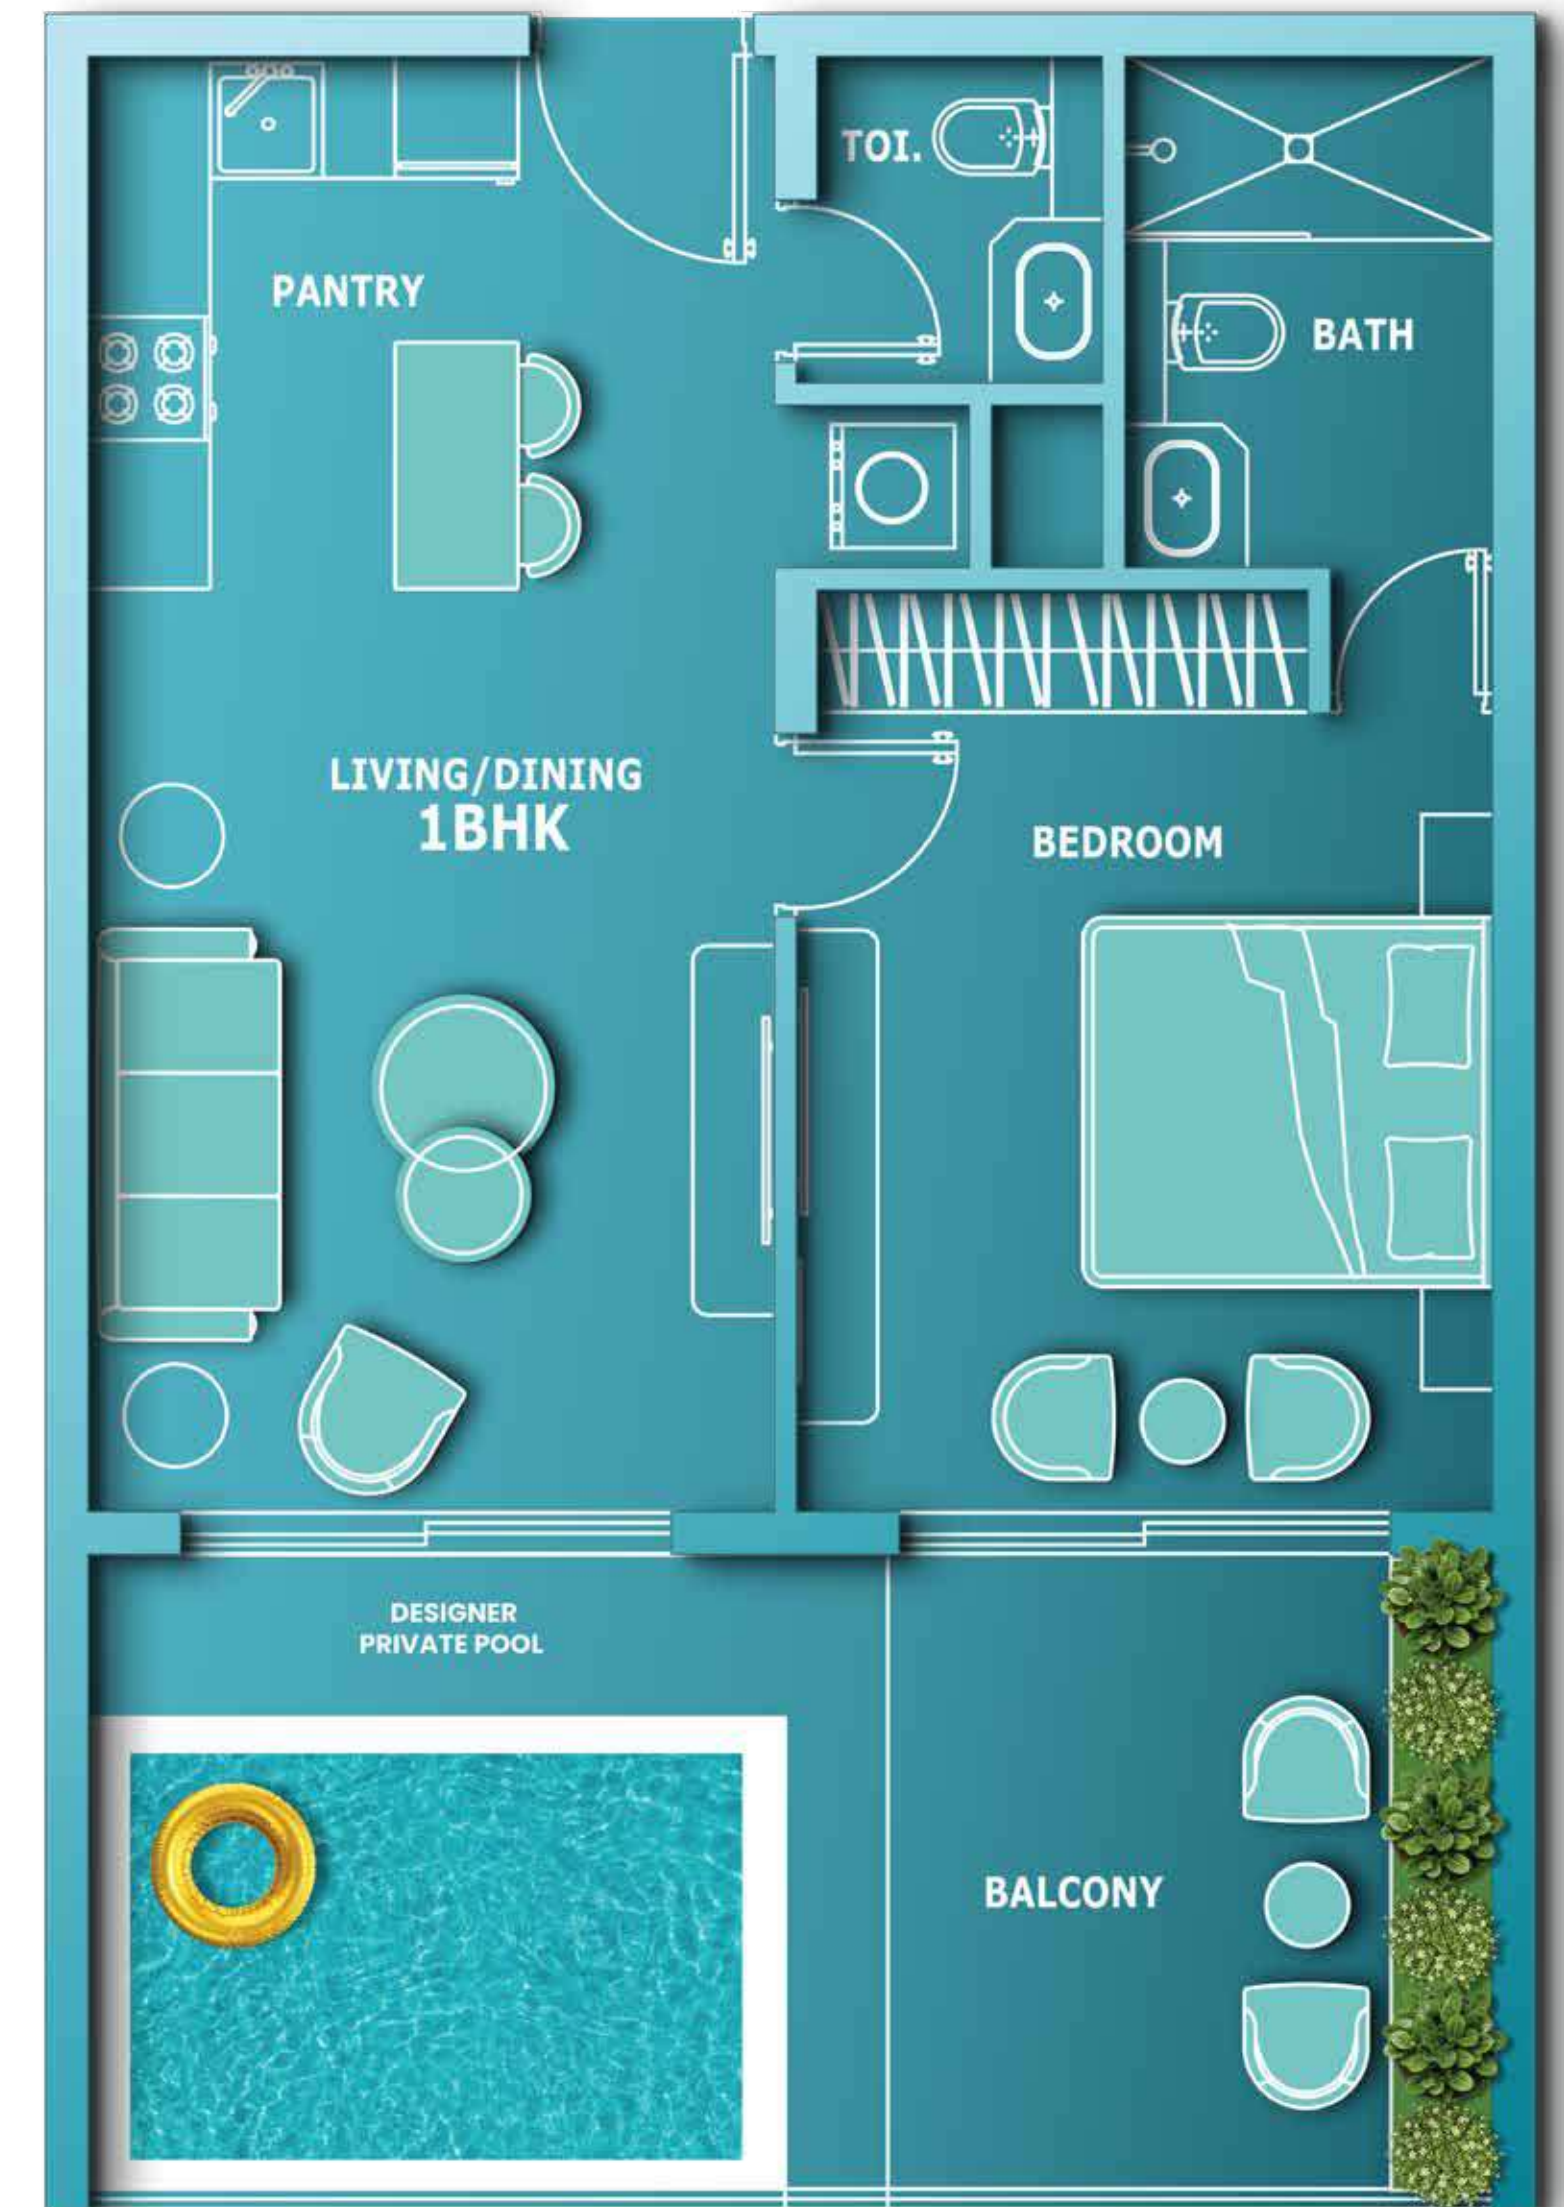 TOI.
PANTRY
BATH
LIVING/DINING
1BHK
BEDROOM
DESIGNER
PRIVATE POOL
BALCONY